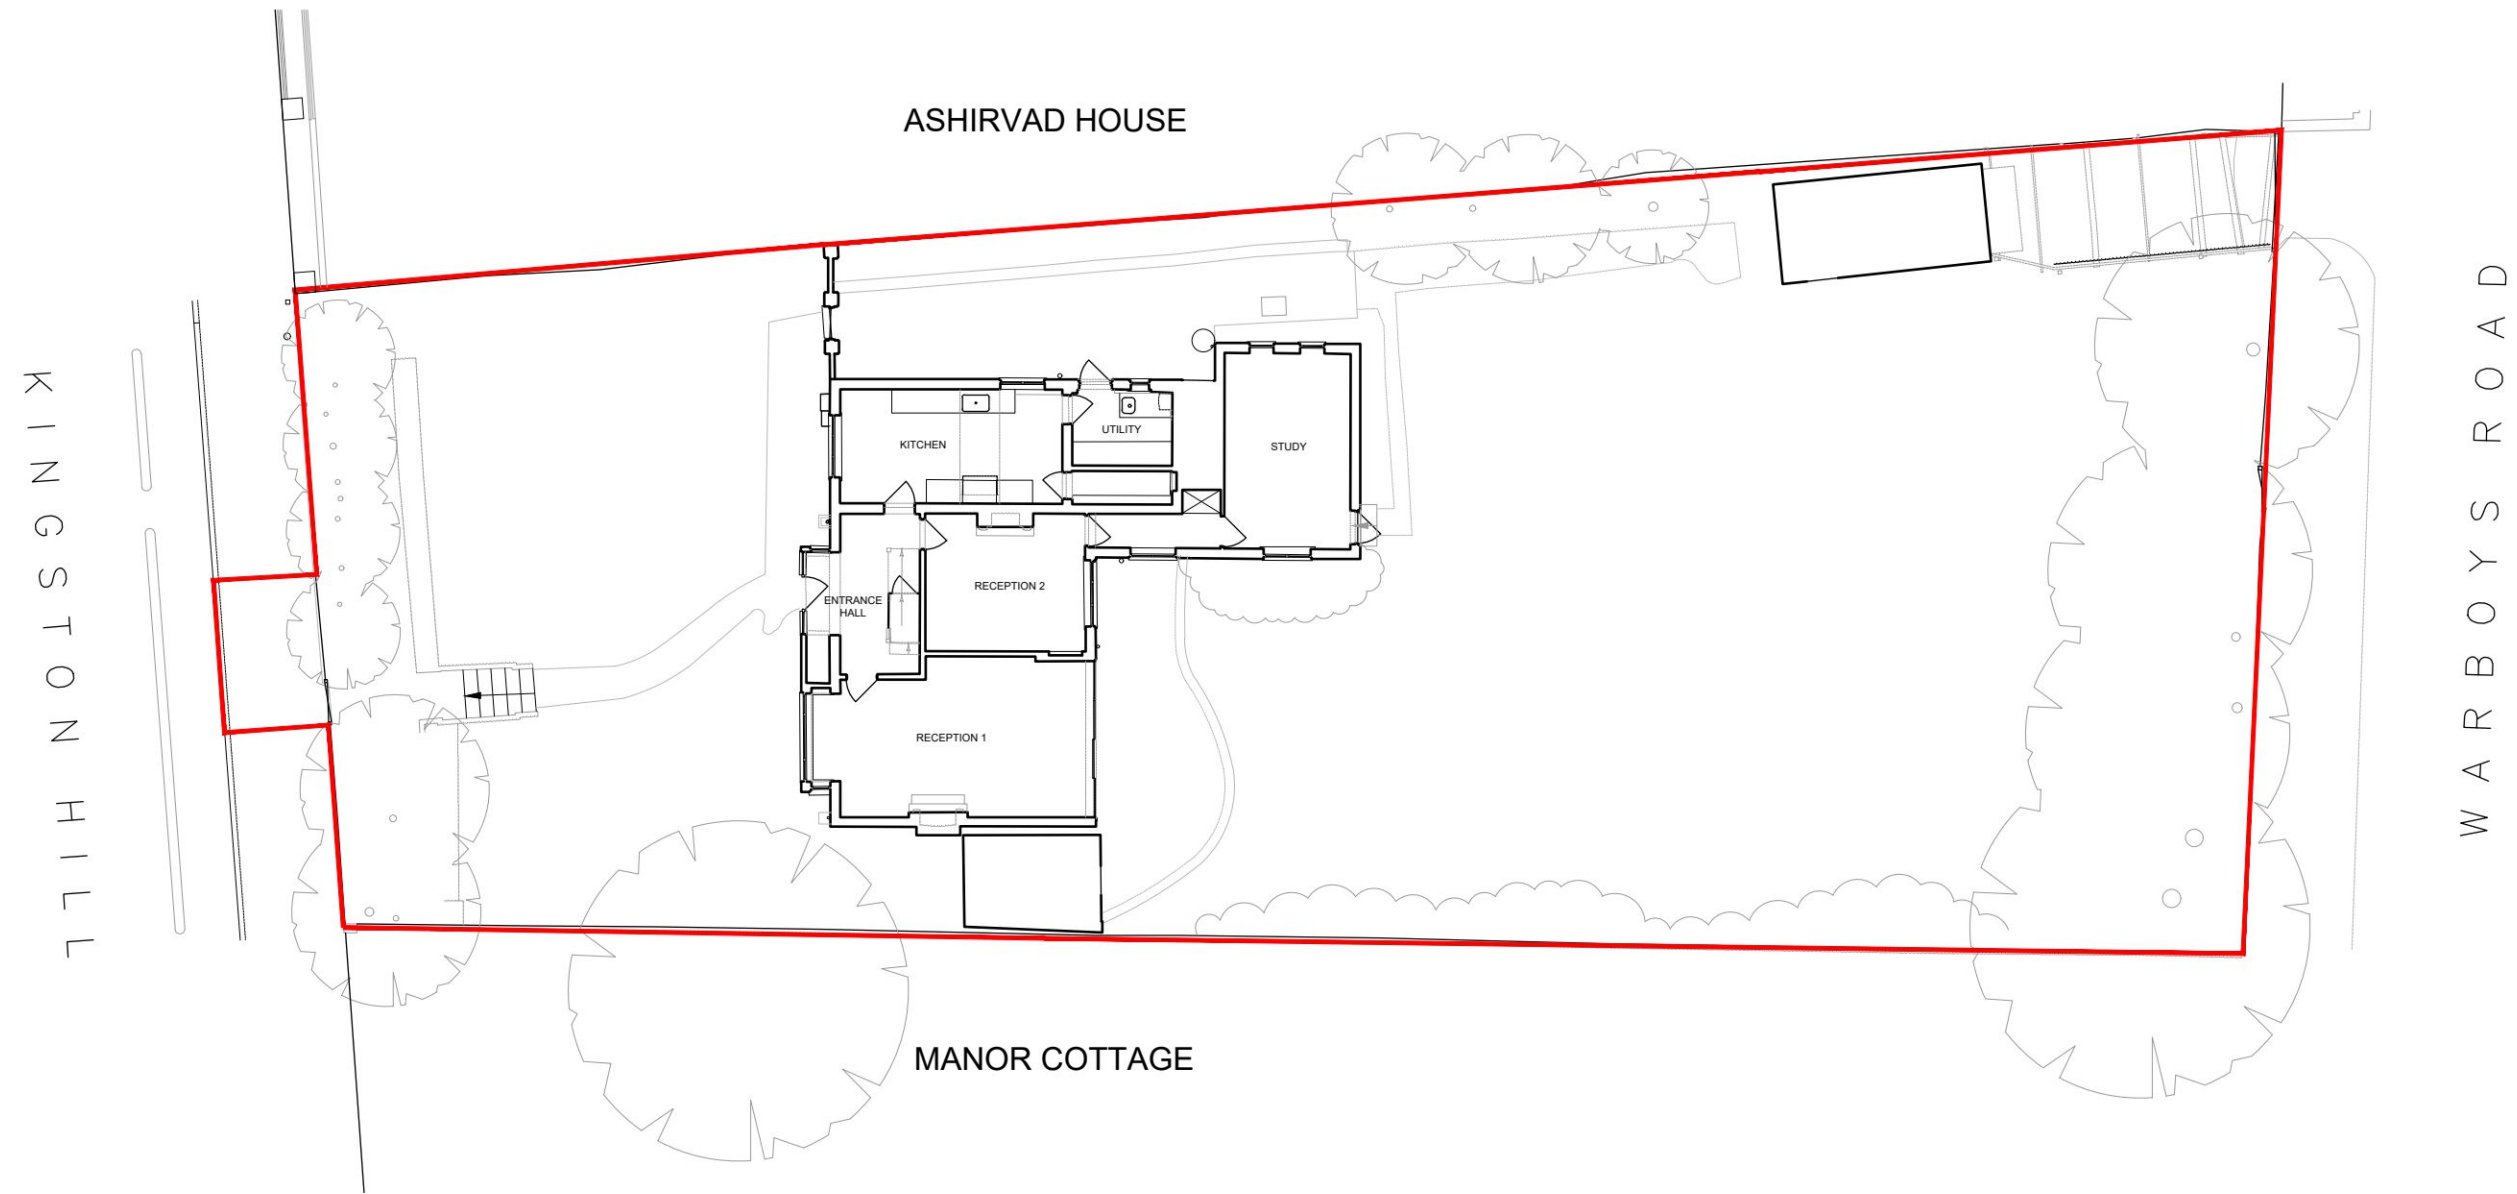 ASHIRVAD HOUSE
KINGSTON HILL
WARBOYS ROAD
KITCHEN
UTILITY
STUDY
ENTRANCE
HALL
RECEPTION 2
RECEPTION 1
MANOR COTTAGE